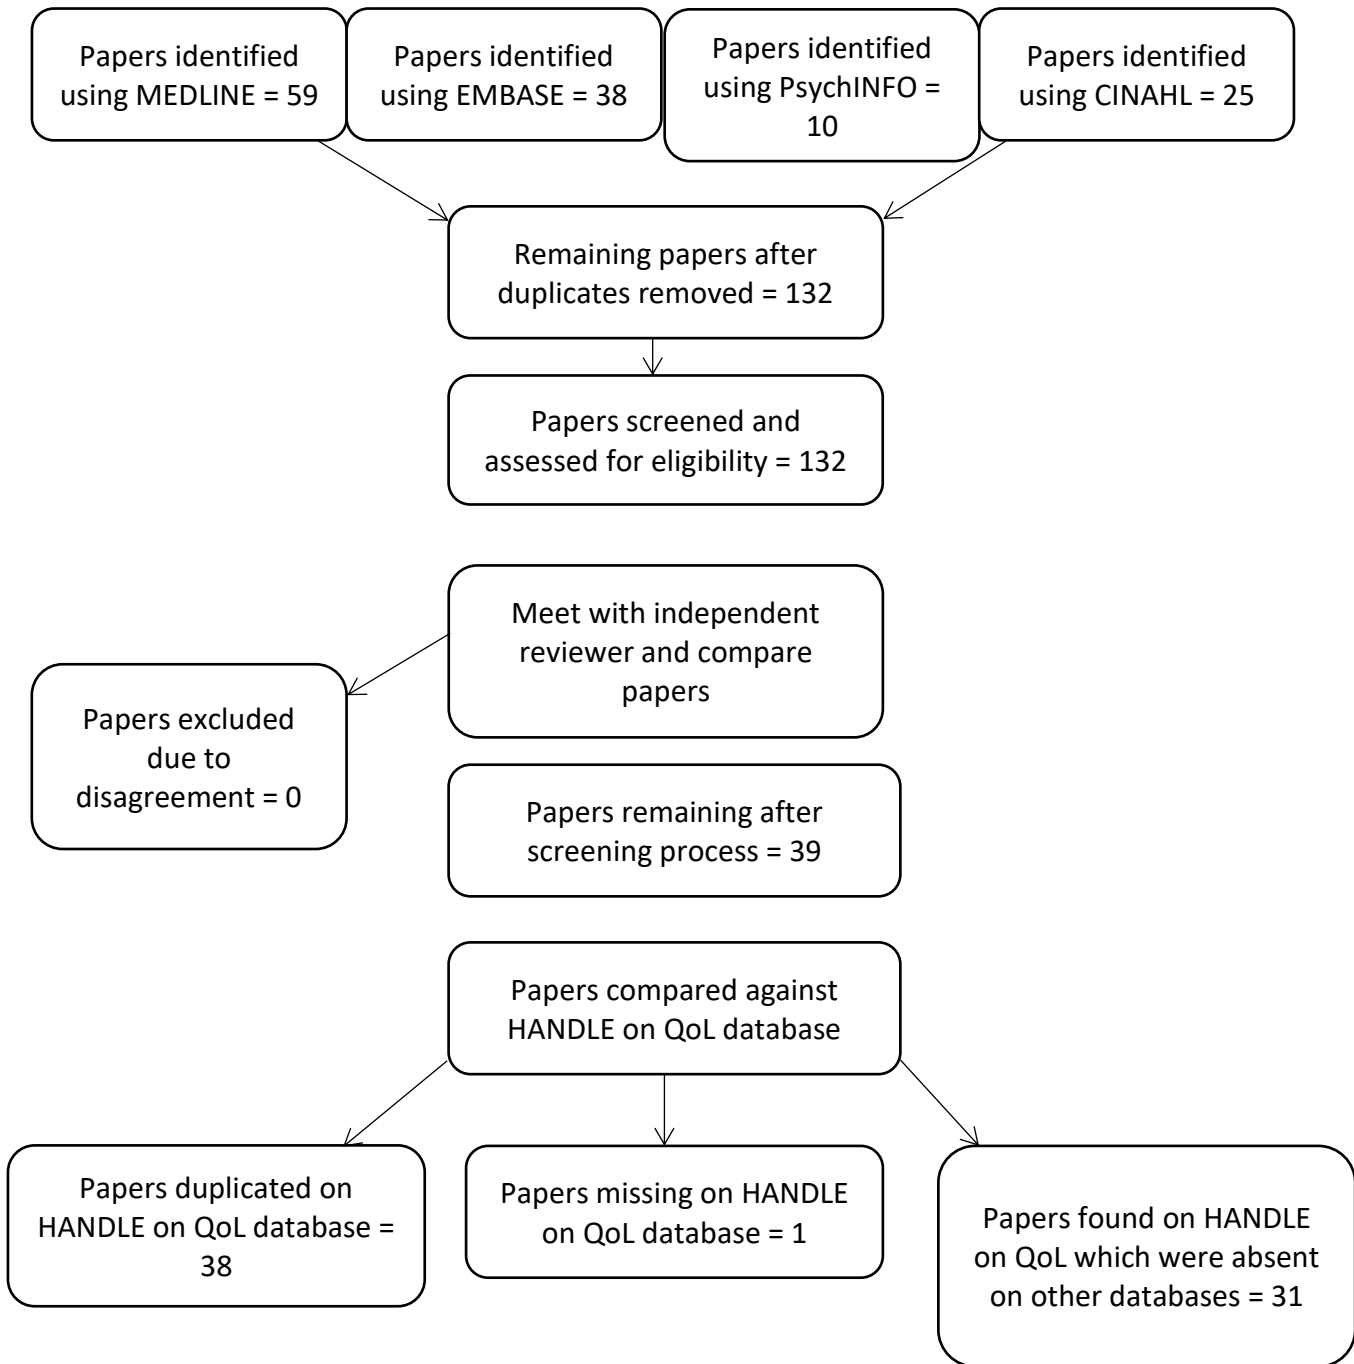 Papers identified
using MEDLINE = 59
Papers identified
using EMBASE = 38
Papers identified
using PsychINFO =
10
Papers identified
using CINAHL = 25
Remaining papers after
duplicates removed = 132
Papers screened and
assessed for eligibility = 132
Meet with independent
reviewer and compare
papers
Papers excluded
due to
disagreement = 0
Papers remaining after
screening process = 39
Papers compared against
HANDLE on QoL database
Papers duplicated on
HANDLE on QoL database =
38
Papers missing on HANDLE
on QoL database = 1
Papers found on HANDLE
on QoL which were absent
on other databases = 31